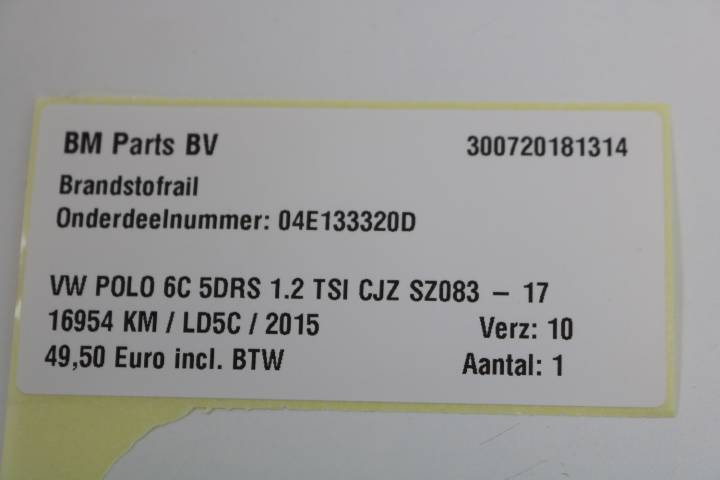 BM Parts BV 300720181314
Brandstofrail
Onderdeelnummer: 04E133320D
VW POLO 6C 5DRS 1.2 TSI CJZ SZ083 – 17
16954 KM / LD5C / 2015 Verz: 10
49,50 Euro incl. BTW Aantal: 1